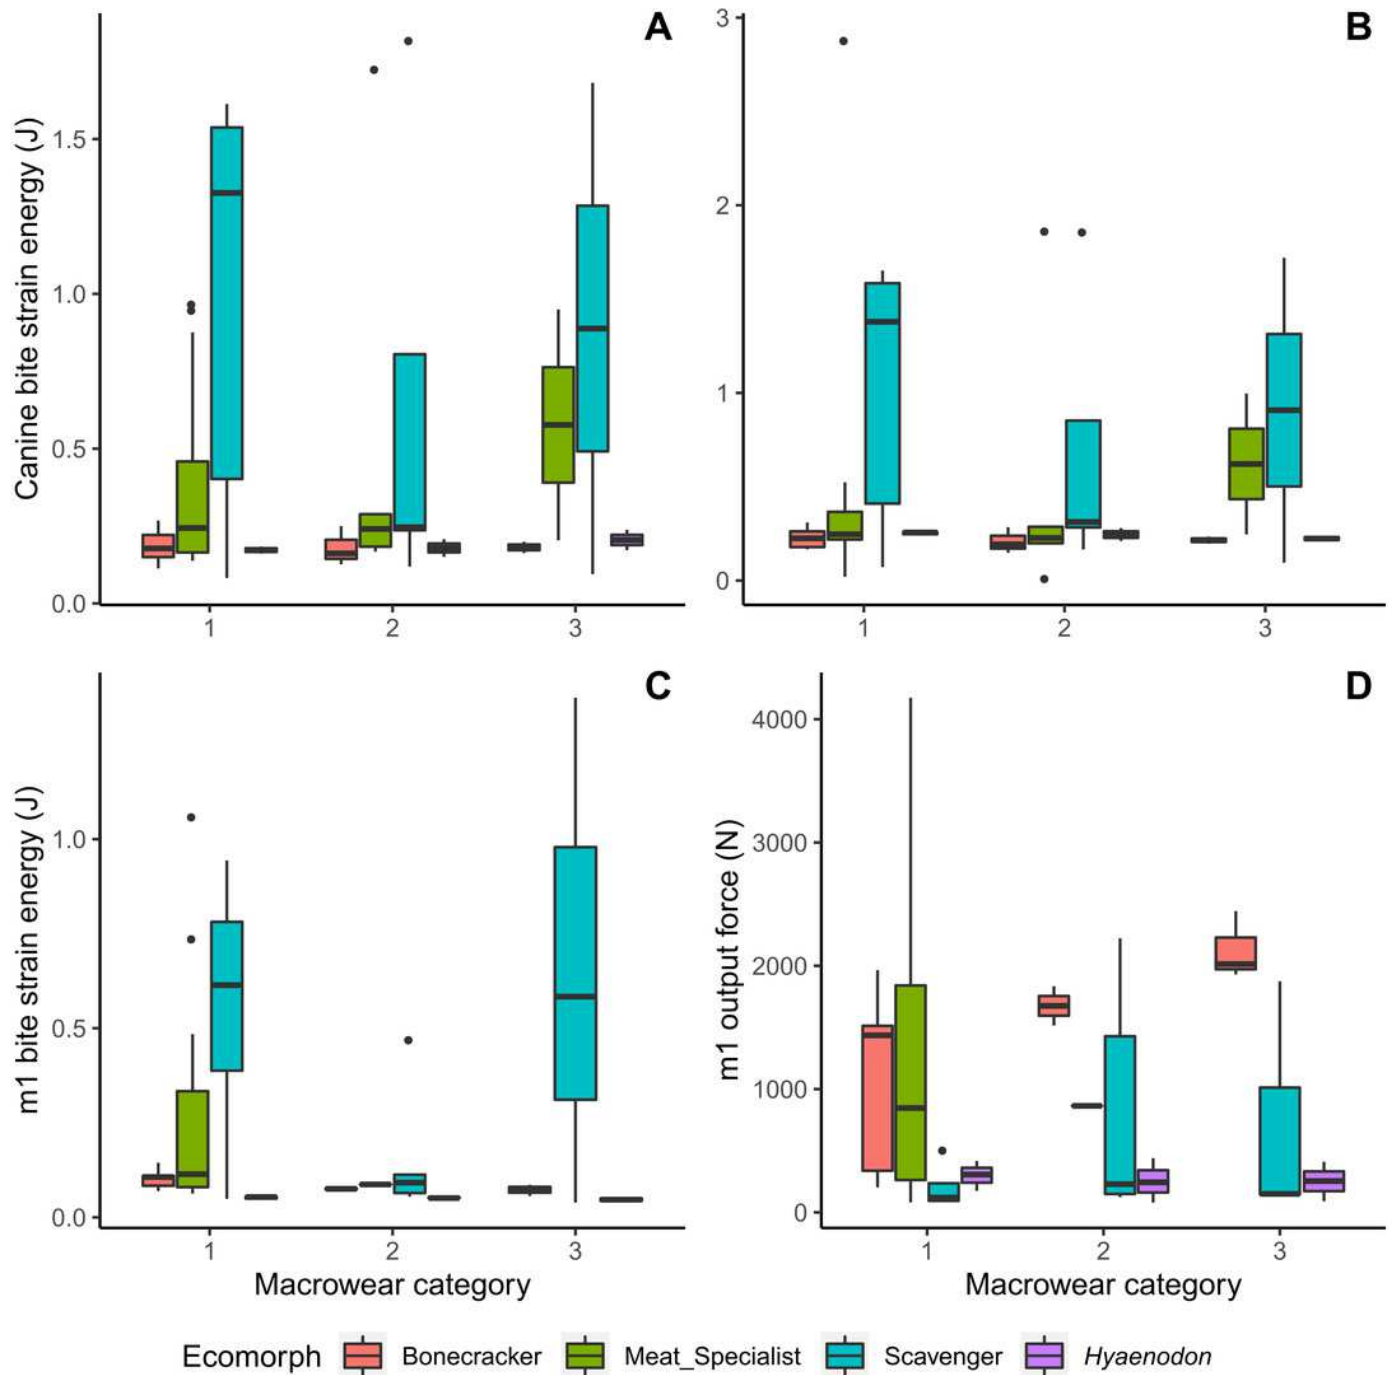 A
B
Canine bite strain energy (J)
1.5
1.0
0.5
0.0
1 2 3
3
2
1
0
1 2 3
C
D
m1 bite strain energy (J)
1.0
0.5
0.0
1 2 3
Macrowear category
m1 output force (N)
4000
3000
2000
1000
0
1 2 3
Macrowear category
Ecomorph Bonecracker Meat_Specialist Scavenger Hyaenodon